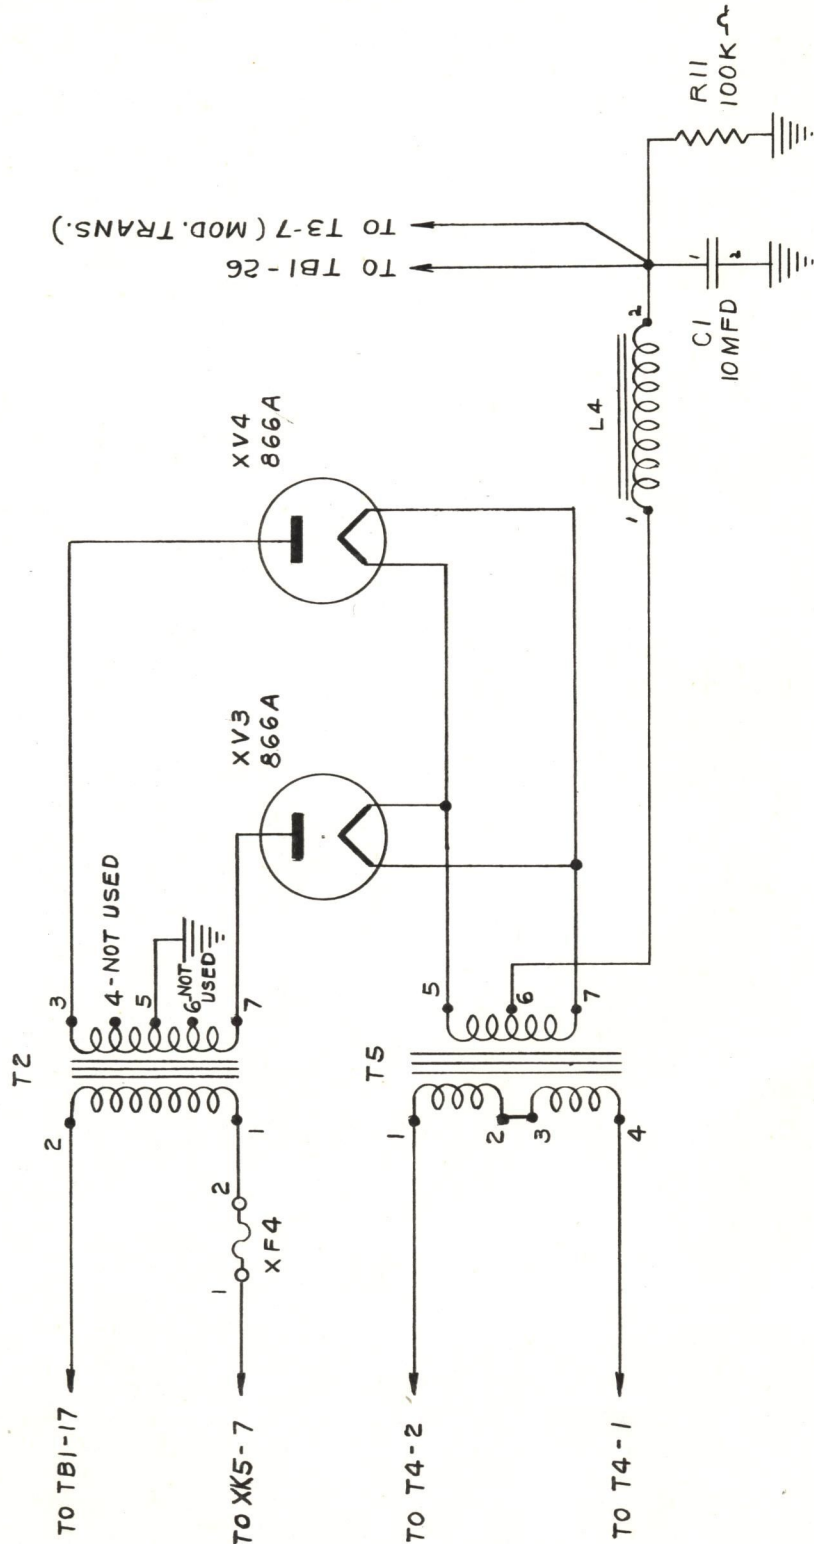 TO TB1-17
TO XK5-7
TO T4-2
TO T4-1
T2
2
1
3
4-NOT USED
5
6-NOT
USED
7
1
2
XF4
T5
1
2
3
4
5
6
7
XV3
866A
XV4
866A
L4
1
2
TO TB1-26
TO T3-7 (MOD. TRANS.)
C1
10MFD
1
2
R11
100K Ω